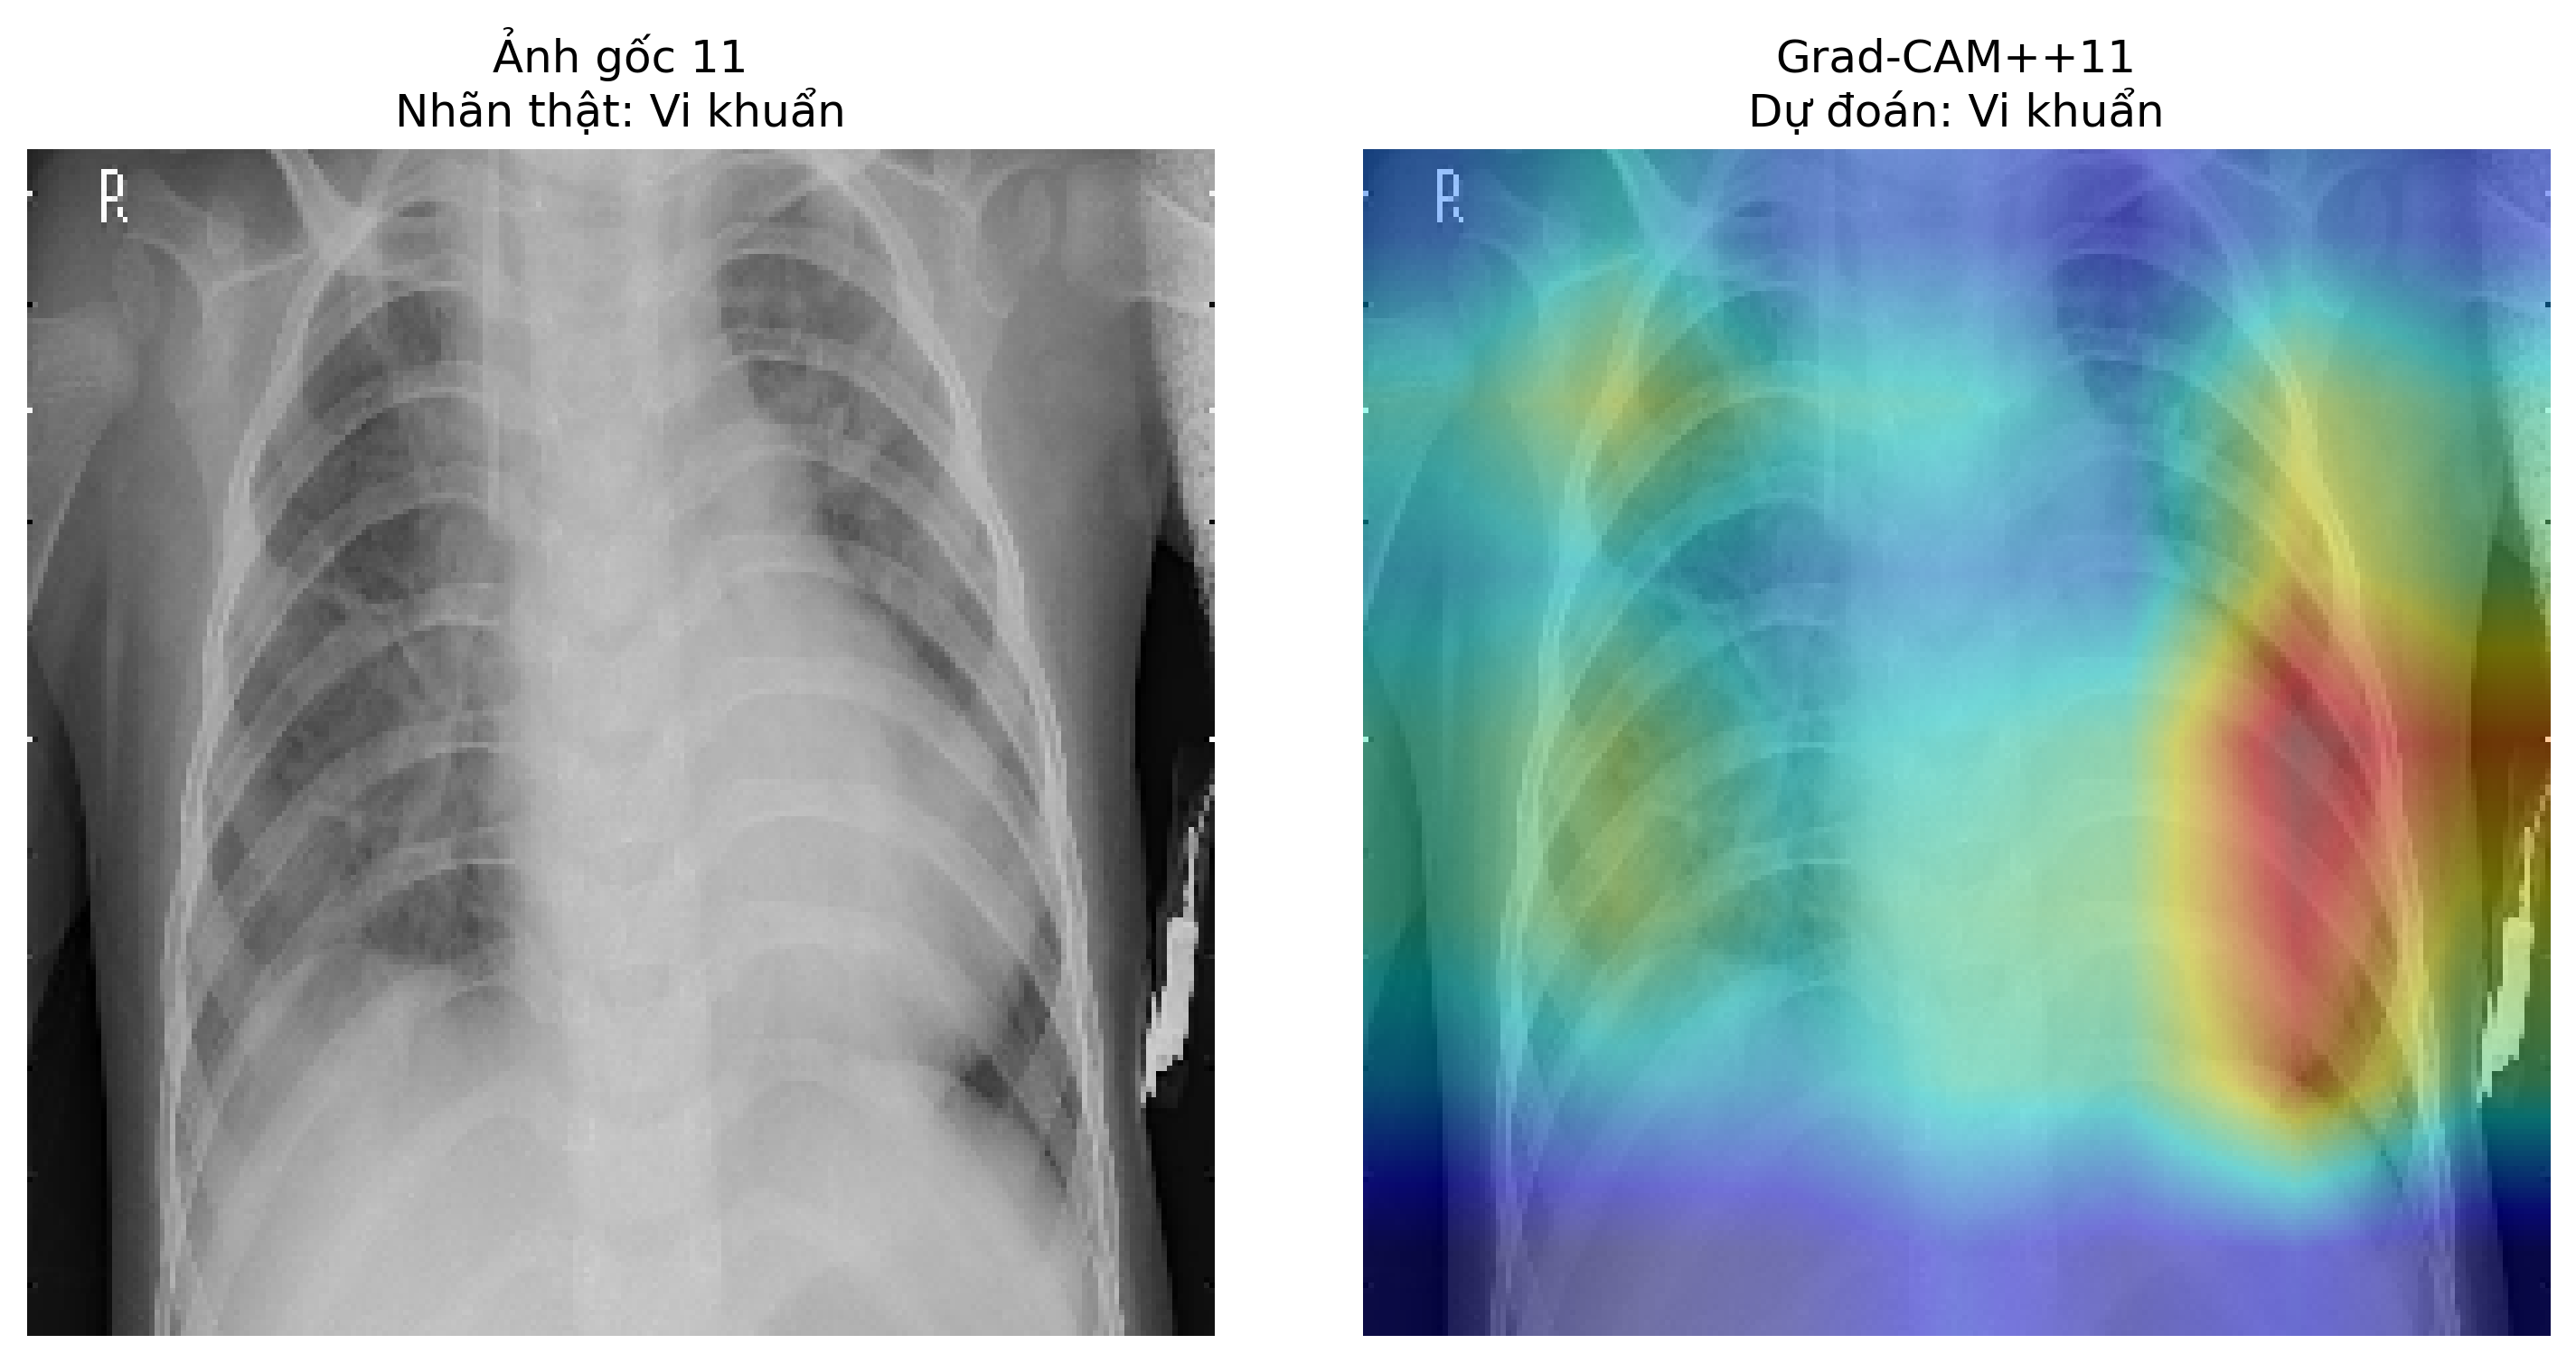 Ảnh gốc 11
Nhãn thật: Vi khuẩn
Grad-CAM++11
Dự đoán: Vi khuẩn
R
R